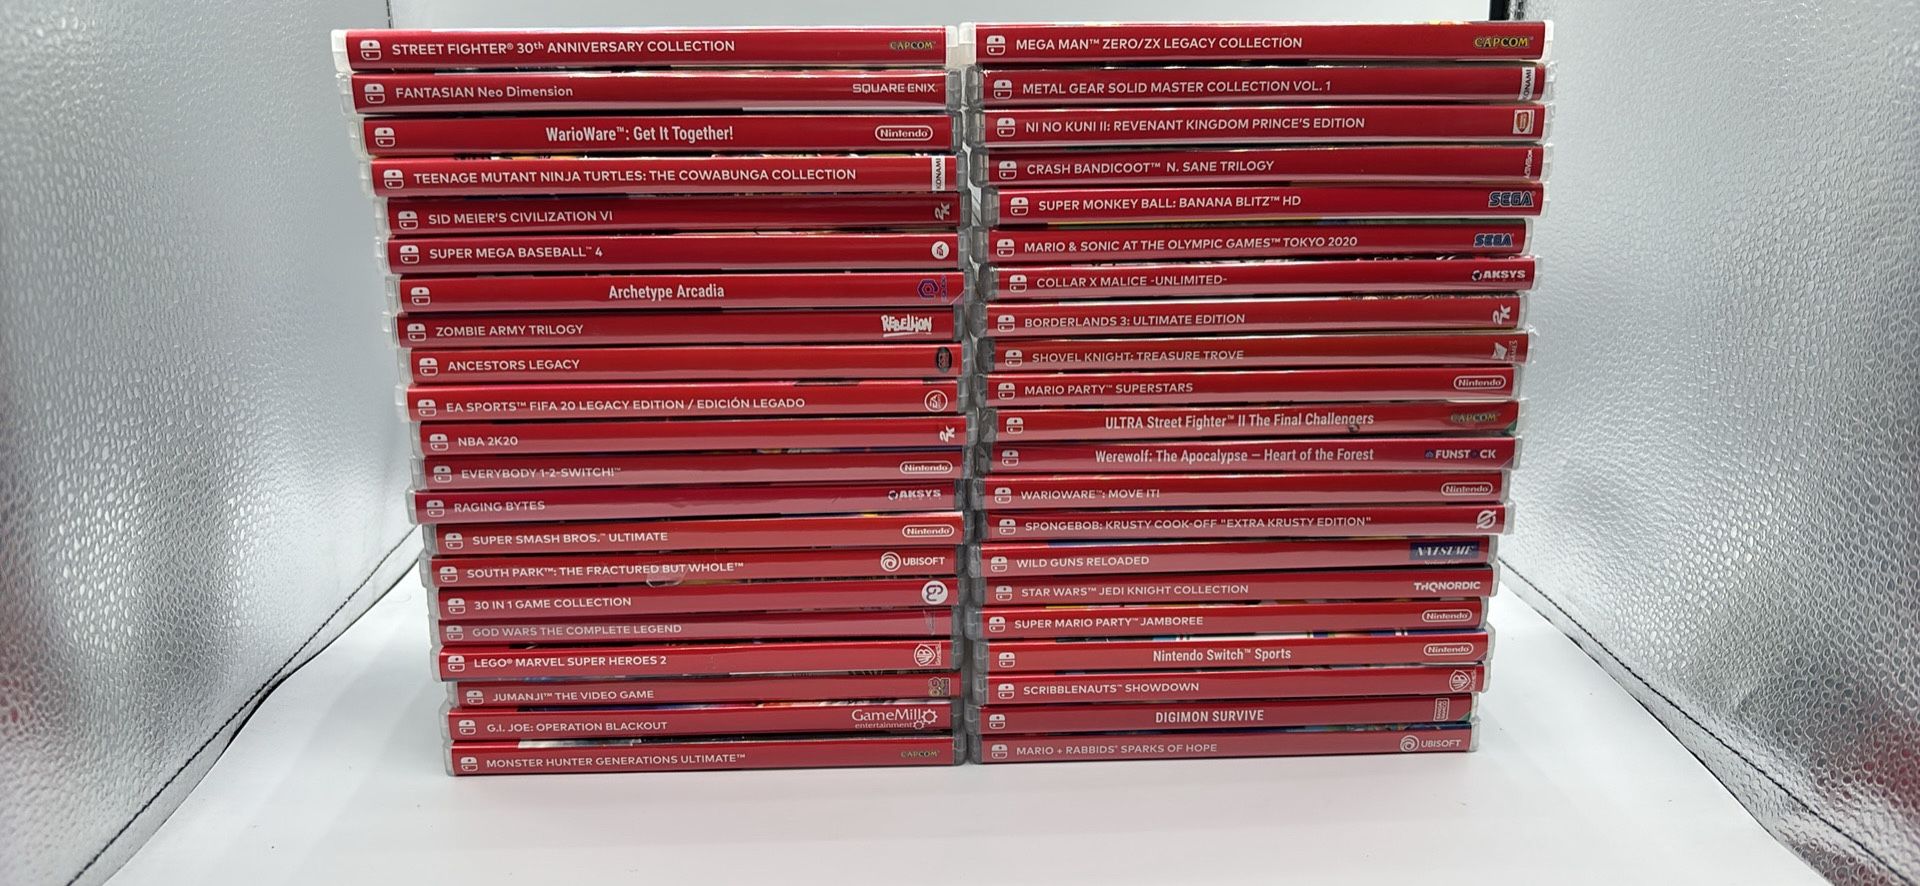 STREET FIGHTER® 30th ANNIVERSARY COLLECTION CAPCOM
FANTASIAN Neo Dimension SQUARE ENIX
WarioWare™: Get It Together! Nintendo
TEENAGE MUTANT NINJA TURTLES: THE COWABUNGA COLLECTION KONAMI
SID MEIER'S CIVILIZATION VI 2K
SUPER MEGA BASEBALL™ 4 EA
Archetype Arcadia
ZOMBIE ARMY TRILOGY REBELLION
ANCESTORS LEGACY
EA SPORTS™ FIFA 20 LEGACY EDITION / EDICIÓN LEGADO EA
NBA 2K20 2K
EVERYBODY 1-2-SWITCH!™ Nintendo
RAGING BYTES AKSYS
SUPER SMASH BROS.™ ULTIMATE Nintendo
SOUTH PARK™: THE FRACTURED BUT WHOLE™ UBISOFT
30 IN 1 GAME COLLECTION
GOD WARS THE COMPLETE LEGEND
LEGO® MARVEL SUPER HEROES 2 WB
JUMANJI™ THE VIDEO GAME
G.I. JOE: OPERATION BLACKOUT GameMill entertainment
MONSTER HUNTER GENERATIONS ULTIMATE™ CAPCOM
MEGA MAN™ ZERO/ZX LEGACY COLLECTION CAPCOM
METAL GEAR SOLID MASTER COLLECTION VOL. 1 KONAMI
NI NO KUNI II: REVENANT KINGDOM PRINCE'S EDITION
CRASH BANDICOOT™ N. SANE TRILOGY ACTIVISION
SUPER MONKEY BALL: BANANA BLITZ™ HD SEGA
MARIO & SONIC AT THE OLYMPIC GAMES™ TOKYO 2020 SEGA
COLLAR X MALICE -UNLIMITED- AKSYS
BORDERLANDS 3: ULTIMATE EDITION 2K
SHOVEL KNIGHT: TREASURE TROVE
MARIO PARTY™ SUPERSTARS Nintendo
ULTRA Street Fighter™ II The Final Challengers CAPCOM
Werewolf: The Apocalypse – Heart of the Forest FUNSTOCK
WARIOWARE™: MOVE IT! Nintendo
SPONGEBOB: KRUSTY COOK-OFF "EXTRA KRUSTY EDITION"
WILD GUNS RELOADED NATSUME
STAR WARS™ JEDI KNIGHT COLLECTION THQNORDIC
SUPER MARIO PARTY™ JAMBOREE Nintendo
Nintendo Switch™ Sports Nintendo
SCRIBBLENAUTS™ SHOWDOWN WB
DIGIMON SURVIVE BANDAI NAMCO
MARIO + RABBIDS® SPARKS OF HOPE UBISOFT